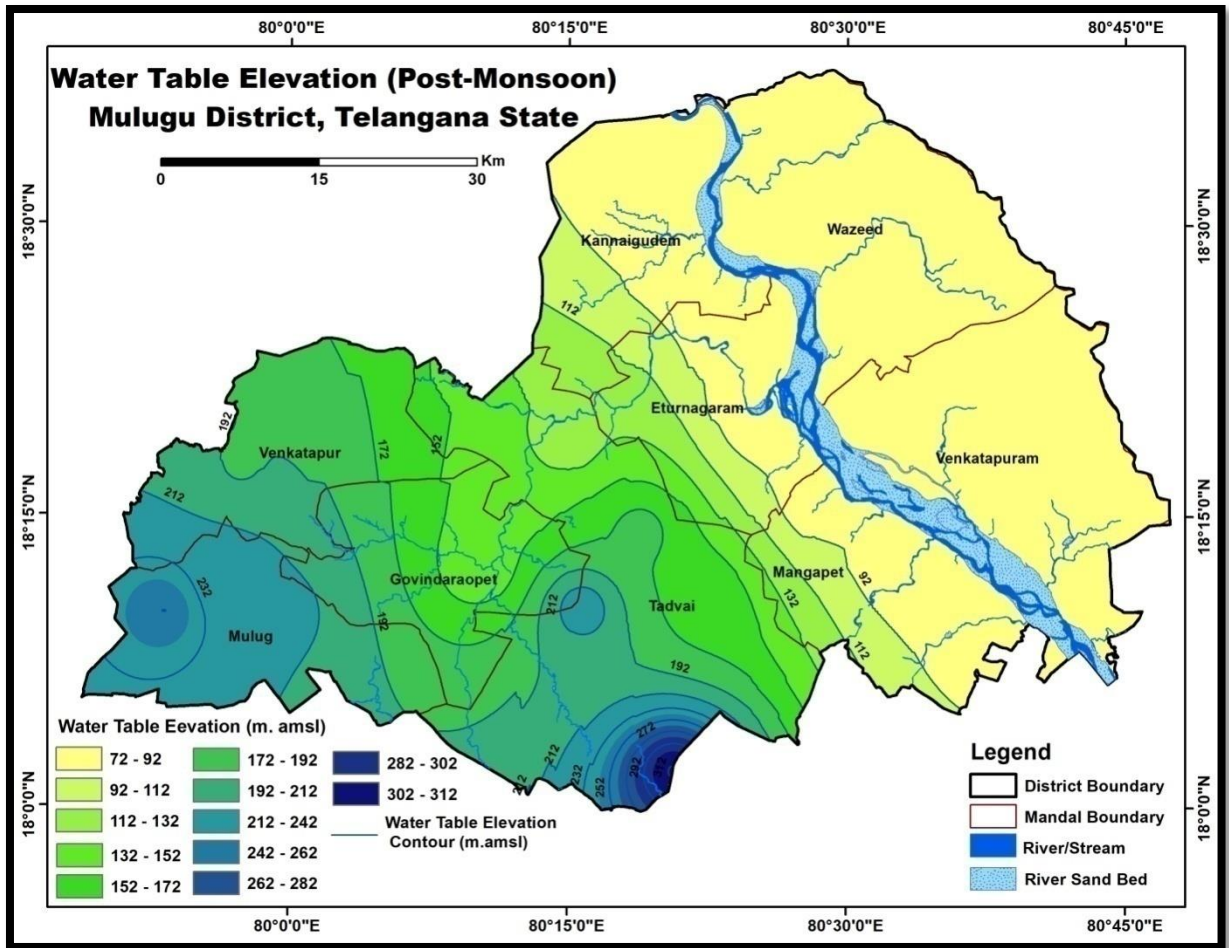 80°0'0"E 80°15'0"E 80°30'0"E 80°45'0"E
Water Table Elevation (Post-Monsoon)
Mulugu District, Telangana State
Km
0 15 30
18°30'0"N
18°30'0"N
Kannaigudem
Wazeed
112
Eturnagaram
192
Venkatapur
172
152
Venkatapuram
212
18°15'0"N
18°15'0"N
Govindaraopet
Mangapet
92
232
212
Tadvai
132
Mulug
192
112
192
Water Table Eevation (m. amsl)
72 - 92
92 - 112
112 - 132
132 - 152
152 - 172
172 - 192
192 - 212
212 - 242
242 - 262
262 - 282
282 - 302
302 - 312
Water Table Elevation
Contour (m.amsl)
272
212
232
252
292
312
18°0'0"N
18°0'0"N
Legend
District Boundary
Mandal Boundary
River/Stream
River Sand Bed
80°0'0"E 80°15'0"E 80°30'0"E 80°45'0"E